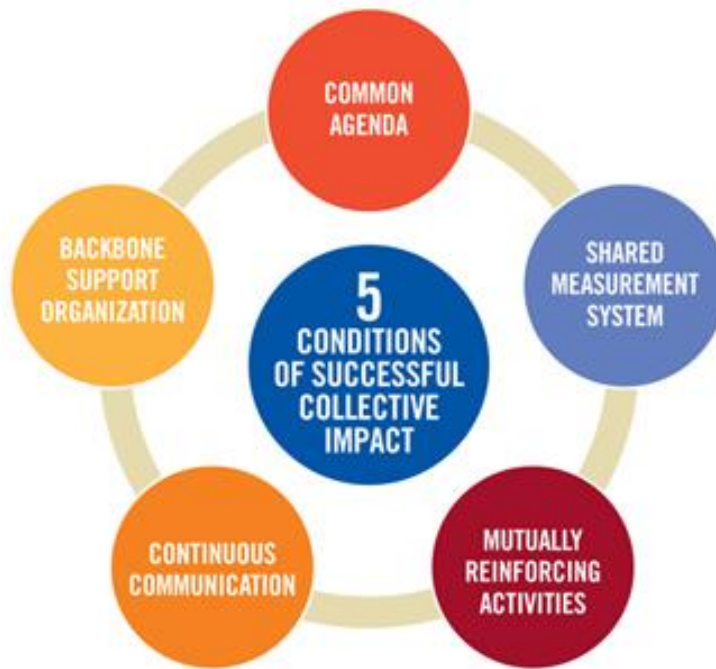 COMMON
AGENDA
SHARED
MEASUREMENT
SYSTEM
MUTUALLY
REINFORCING
ACTIVITIES
CONTINUOUS
COMMUNICATION
BACKBONE
SUPPORT
ORGANIZATION
5
CONDITIONS
OF SUCCESSFUL
COLLECTIVE
IMPACT